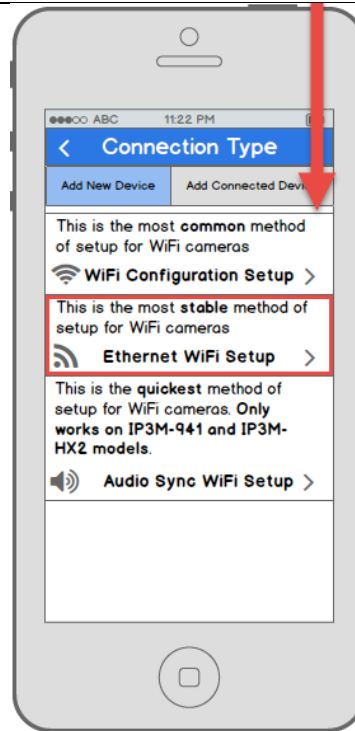 ABC 11:22 PM
Connection Type
Add New Device Add Connected
This is the most common method
of setup for WiFi cameras
WiFi Configuration Setup
This is the most stable method of
setup for WiFi cameras
Ethernet WiFi Setup
This is the quickest method of
setup for WiFi cameras. Only
works on IP3M-941 and IP3M-
HX2 models.
Audio Sync WiFi Setup